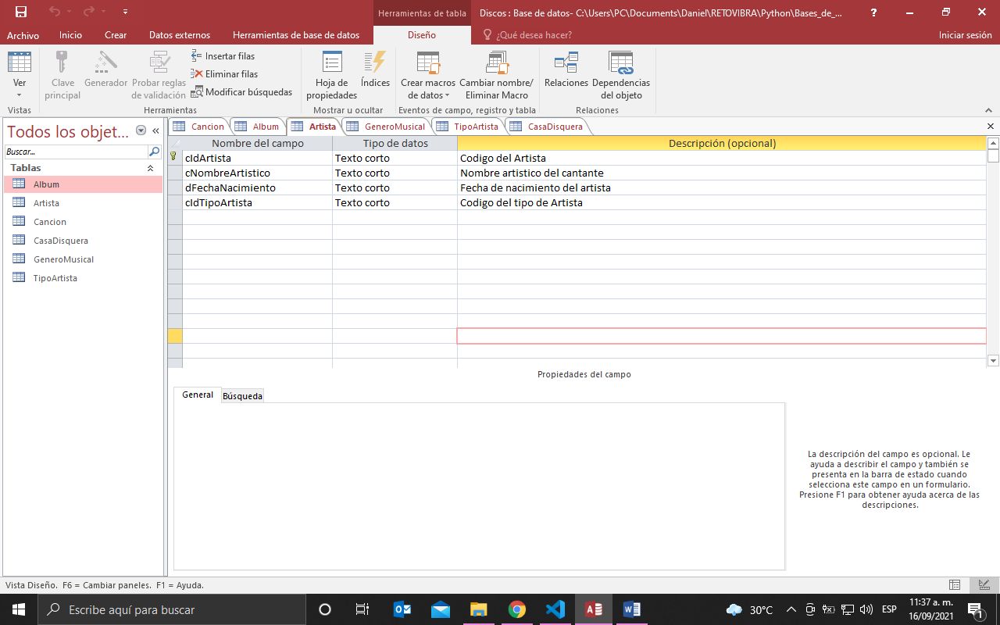 Herramientas de tabla
Discos : Base de datos- C:\Users\PC\Documents\Daniel\RETOVIBRA\Python\Bases_de_...
?
Archivo Inicio Crear Datos externos Herramientas de base de datos Diseño ¿Qué desea hacer? Iniciar sesión
Ver
Clave principal
Generador
Probar reglas de validación
Insertar filas
Eliminar filas
Modificar búsquedas
Hoja de propiedades
Índices
Crear macros de datos
Cambiar nombre/ Eliminar Macro
Relaciones
Dependencias del objeto
Vistas Herramientas Mostrar u ocultar Eventos de campo, registro y tabla Relaciones
Todos los objet... «
Buscar...
Tablas
Album
Artista
Cancion
CasaDisquera
GeneroMusical
TipoArtista
Cancion Album Artista GeneroMusical TipoArtista CasaDisquera
Nombre del campo Tipo de datos Descripción (opcional)
cIdArtista Texto corto Codigo del Artista
cNombreArtistico Texto corto Nombre artistico del cantante
dFechaNacimiento Texto corto Fecha de nacimiento del artista
cIdTipoArtista Texto corto Codigo del tipo de Artista
Propiedades del campo
General Búsqueda
La descripción del campo es opcional. Le
ayuda a describir el campo y también se
presenta en la barra de estado cuando
selecciona este campo en un formulario.
Presione F1 para obtener ayuda acerca de las
descripciones.
Vista Diseño. F6 = Cambiar paneles. F1 = Ayuda.
Escribe aquí para buscar
30°C
ESP
11:37 a. m.
16/09/2021
1